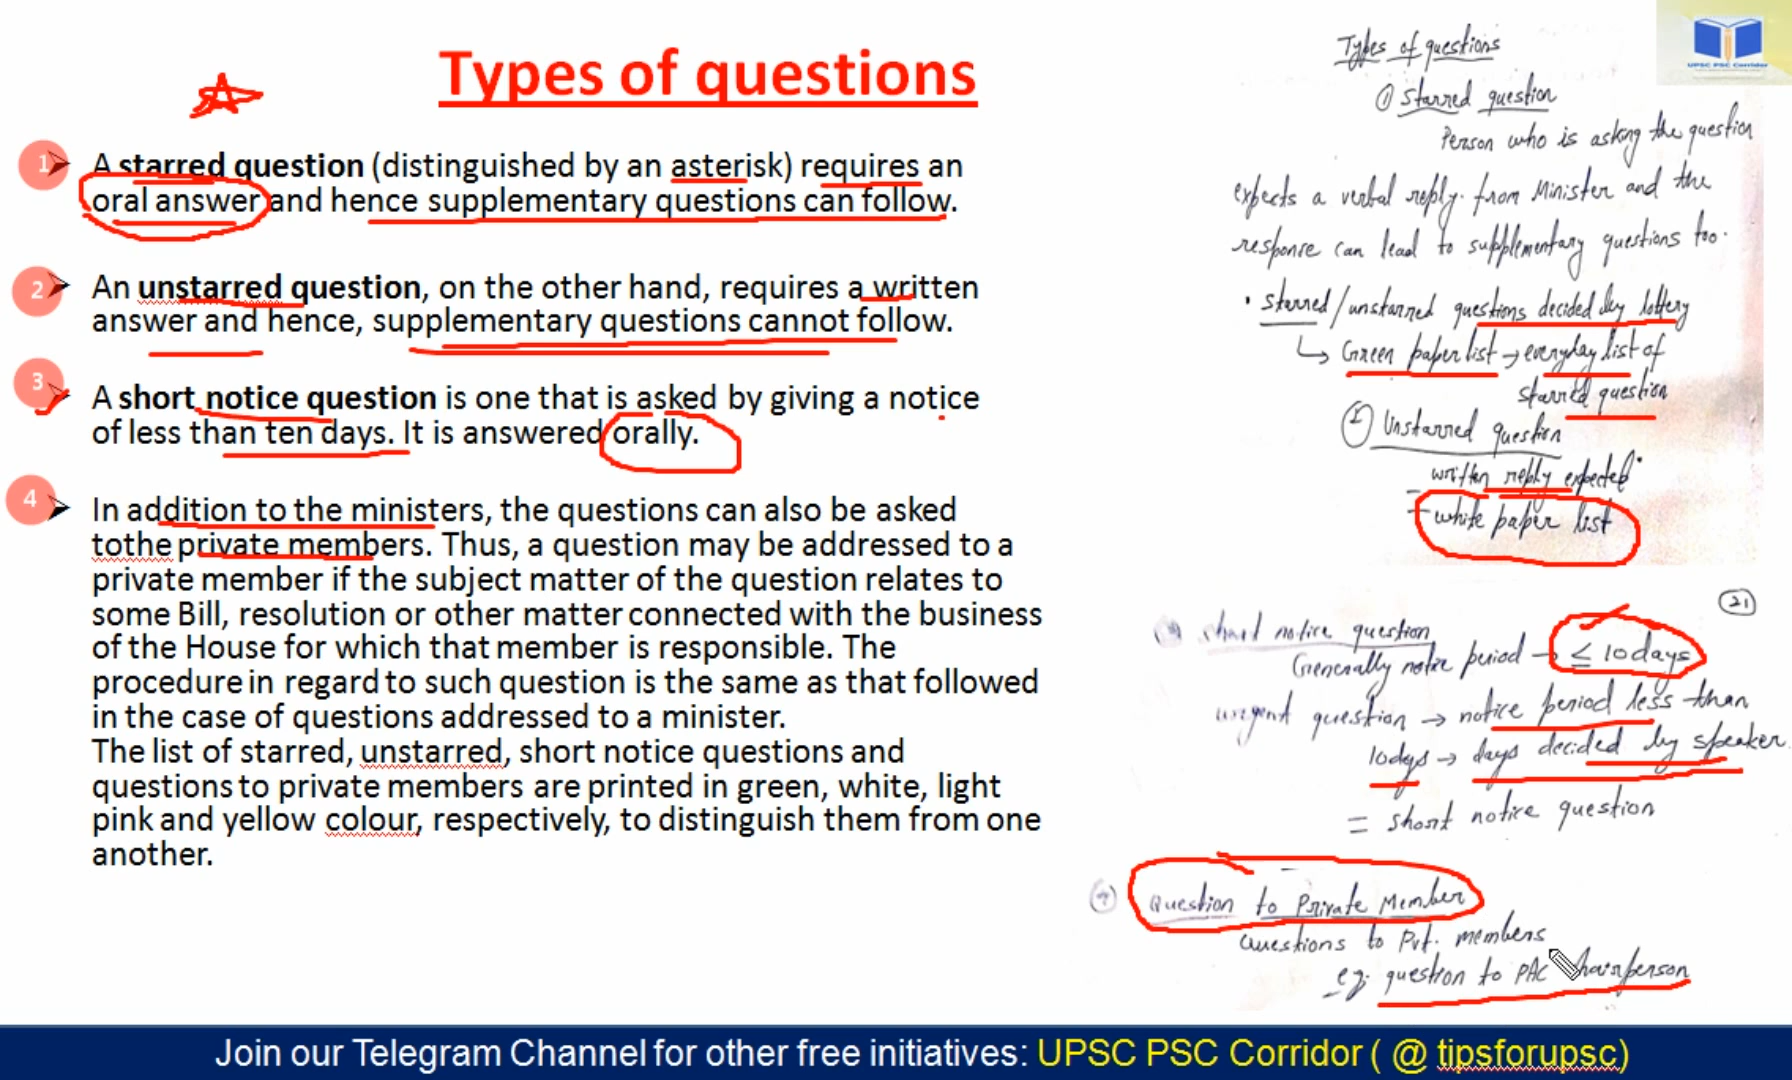 Types of questions
1
A starred question (distinguished by an asterisk) requires an
oral answer and hence supplementary questions can follow.
2
An unstarred question, on the other hand, requires a written
answer and hence, supplementary questions cannot follow.
3
A short notice question is one that is asked by giving a notice
of less than ten days. It is answered orally.
4
In addition to the ministers, the questions can also be asked
tothe private members. Thus, a question may be addressed to a
private member if the subject matter of the question relates to
some Bill, resolution or other matter connected with the business
of the House for which that member is responsible. The
procedure in regard to such question is the same as that followed
in the case of questions addressed to a minister.
The list of starred, unstarred, short notice questions and
questions to private members are printed in green, white, light
pink and yellow colour, respectively, to distinguish them from one
another.
Types of questions
① Starred question
Person who is asking the question
expects a verbal reply from Minister and the
response can lead to supplementary questions too.
• starred/unstarred questions decided by lottery
↳ Green paper list → everyday list of
starred question
② Unstarred question
written reply expected
= white paper list
21
short notice question
Generally notice period → ≤ 10days
urgent question → notice period less than
10days → days decided by speaker.
= short notice question
Question to Private Member
Questions to Pvt. members
eg. question to PAC
UPSC PSC Corridor
Join our Telegram Channel for other free initiatives: UPSC PSC Corridor ( @ tipsforupsc)